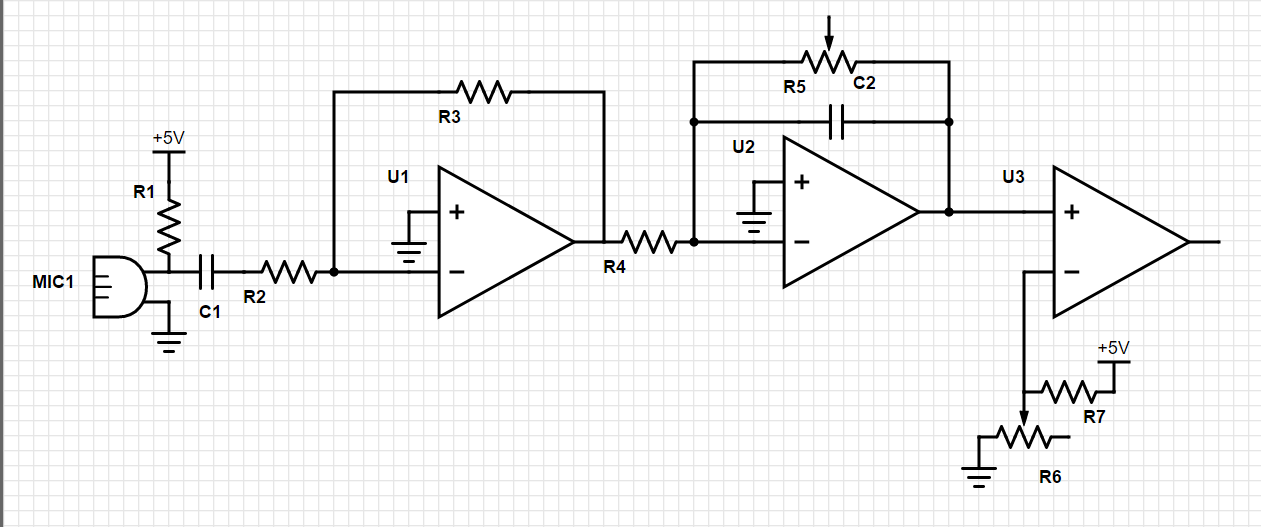 R5
C2
R3
+5V
U2
R1
U1
U3
+
+
+
−
−
−
R4
MIC1
R2
C1
+5V
R7
R6